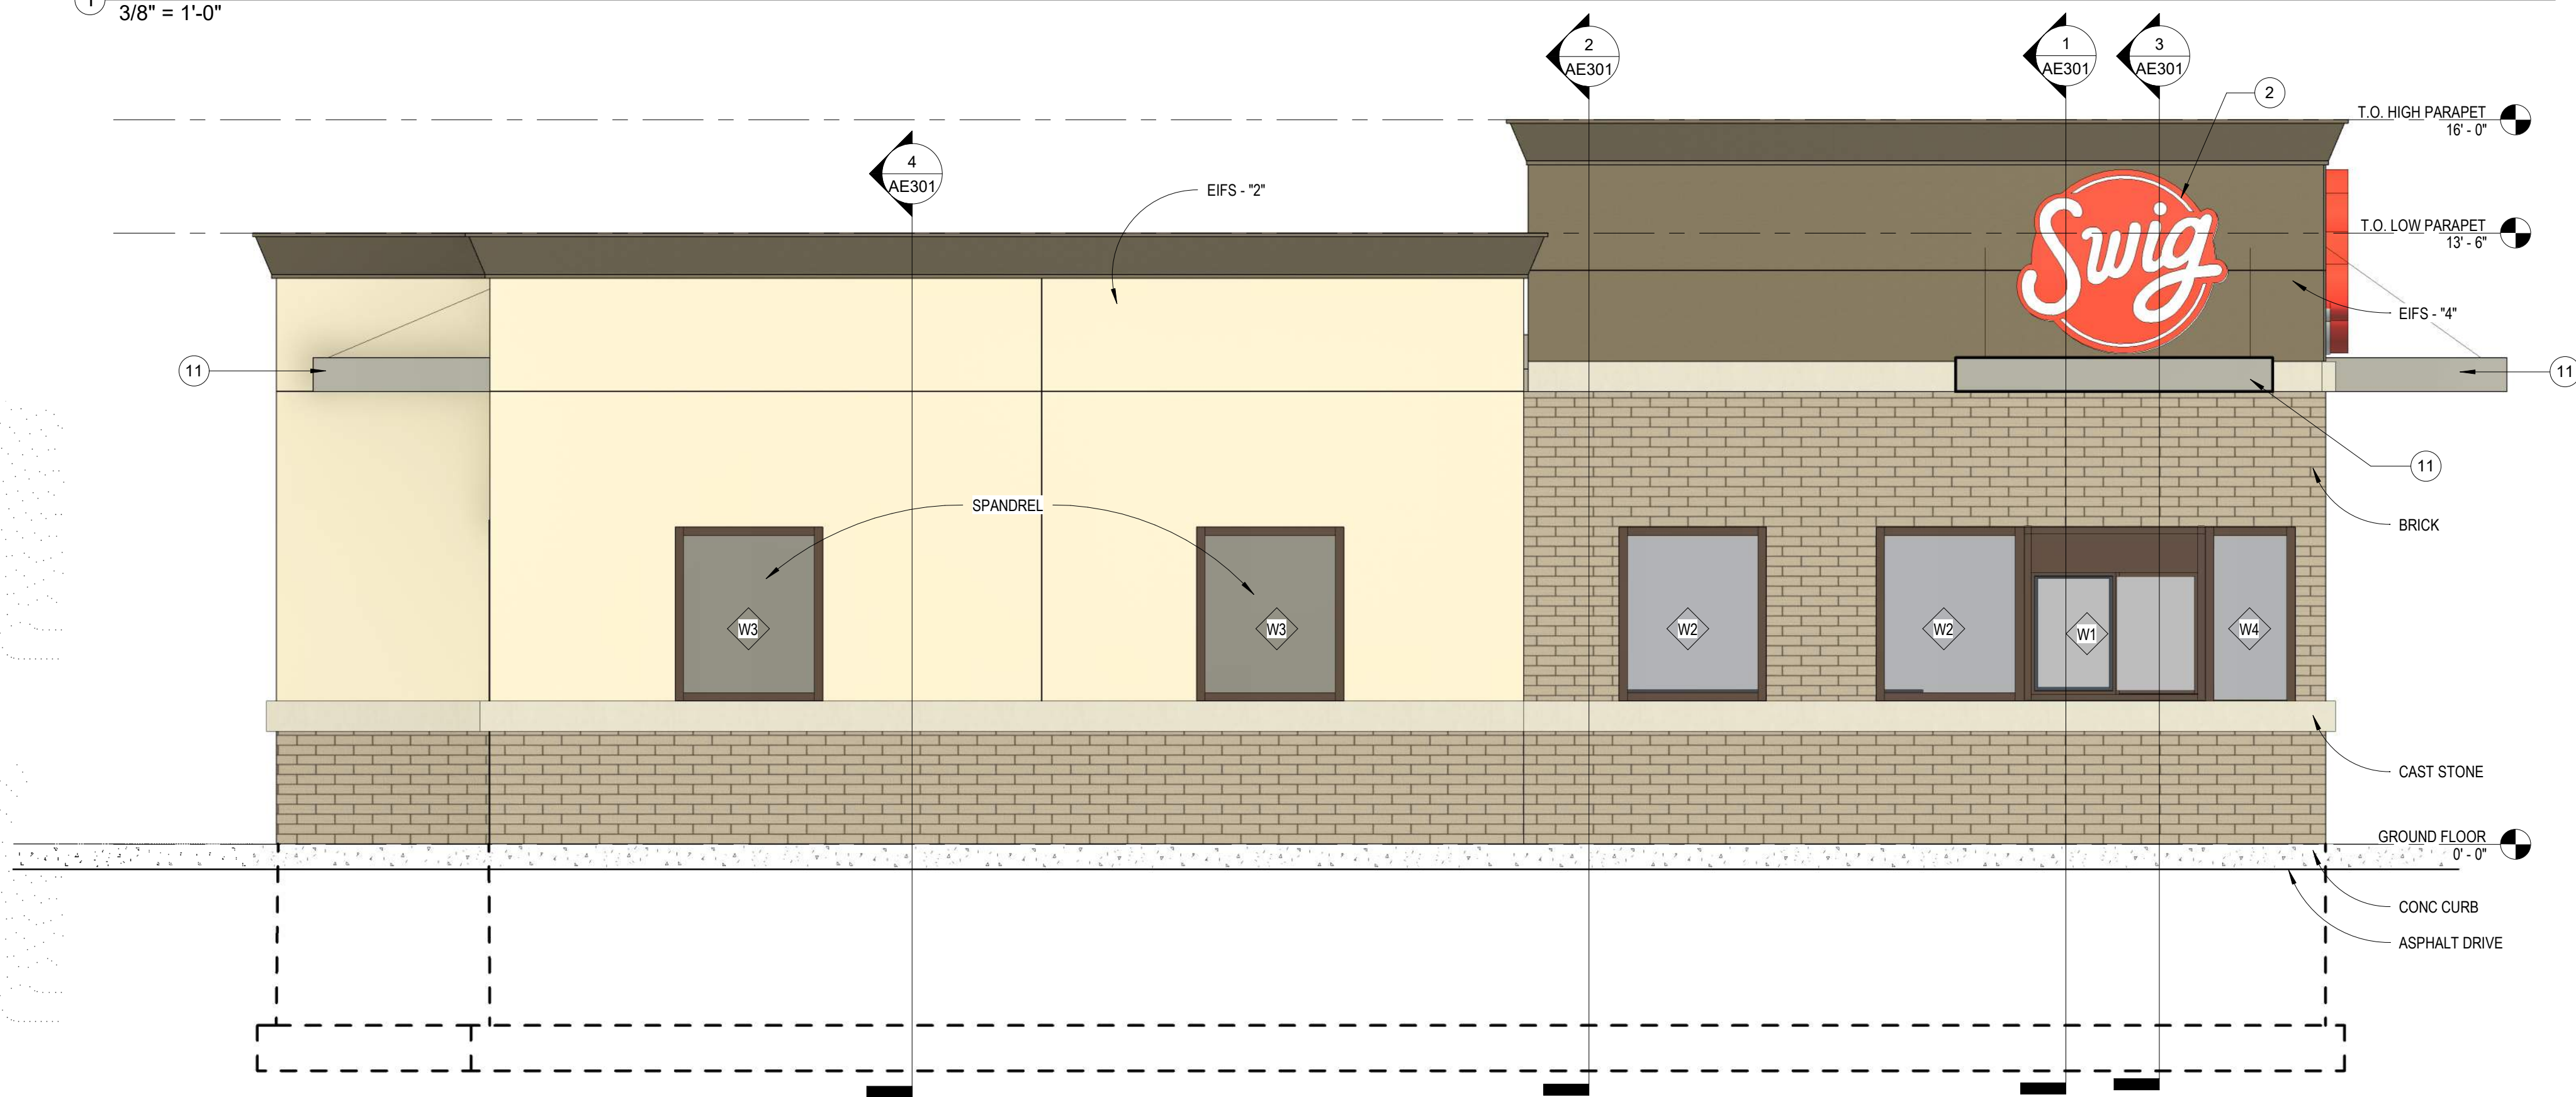 1
3/8" = 1'-0"
2
AE301
1
AE301
3
AE301
2
T.O. HIGH PARAPET
16' - 0"
4
AE301
EIFS - "2"
Swig
T.O. LOW PARAPET
13' - 6"
EIFS - "4"
11
11
11
SPANDREL
BRICK
W3
W3
W2
W2
W1
W4
CAST STONE
GROUND FLOOR
0' - 0"
CONC CURB
ASPHALT DRIVE